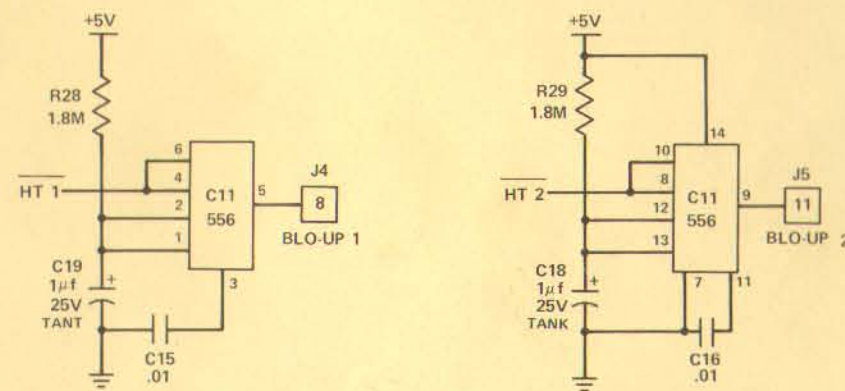 +5V
R28
1.8M
HT 1
6
4
2
1
C11
556
5
3
J4
8
BLO-UP 1
C19
1µf
25V
TANT
+
C15
.01
+5V
R29
1.8M
HT 2
14
10
8
12
13
C11
556
9
7
11
J5
11
BLO-UP 2
C18
1µf
25V
TANK
+
C16
.01